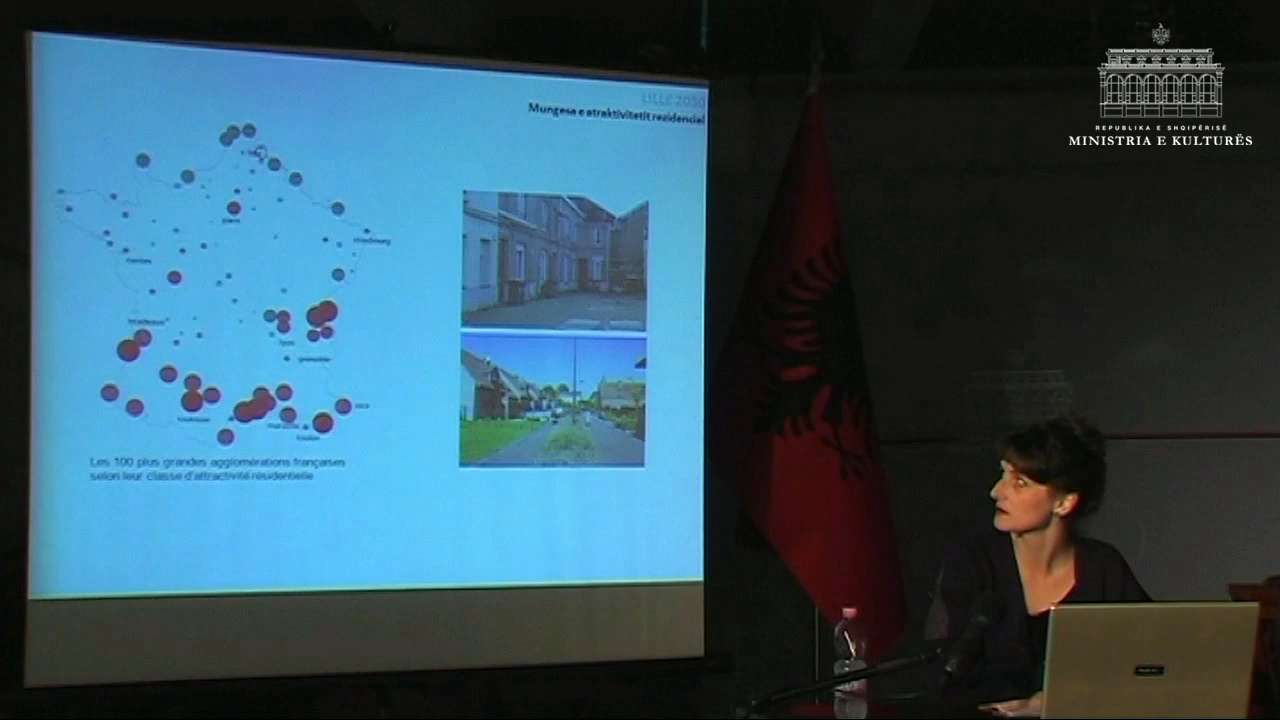 LILLE 2030
Mungesa e atraktivitetit rezidencial
REPUBLIKA E SHQIPËRISË
MINISTRIA E KULTURËS
paris
strasbourg
nantes
bordeaux
lyon
grenoble
nice
toulouse
marseille
toulon
Les 100 plus grandes agglomérations françaises
selon leur classe d'attractivité résidentielle
NEC